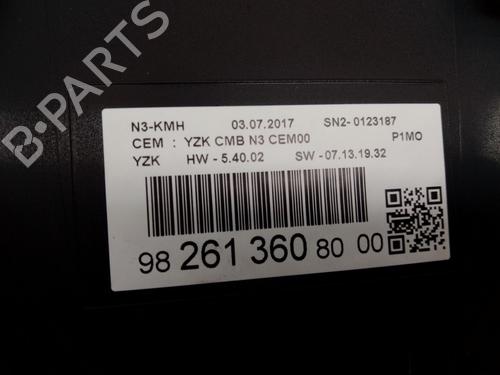 B-PARTS
N3-KMH 03.07.2017 SN2- 0123187
CEM : YZK CMB N3 CEM00 P1MO
YZK HW - 5.40.02 SW - 07.13.19.32
98 261 360 80 00